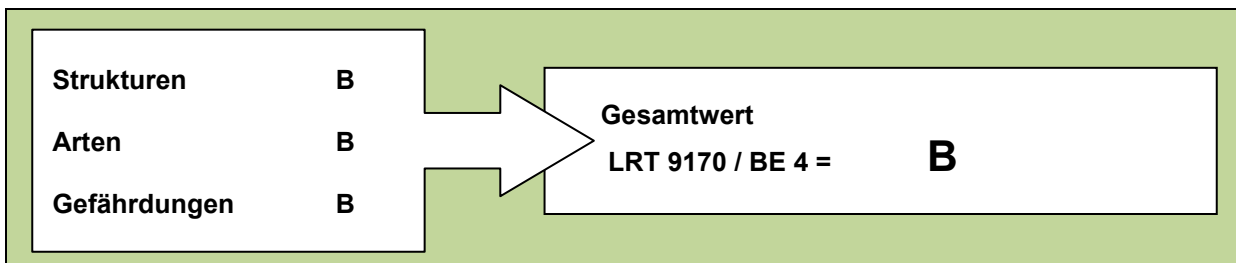 Strukturen B
Arten B
Gefährdungen B
Gesamtwert
LRT 9170 / BE 4 = B